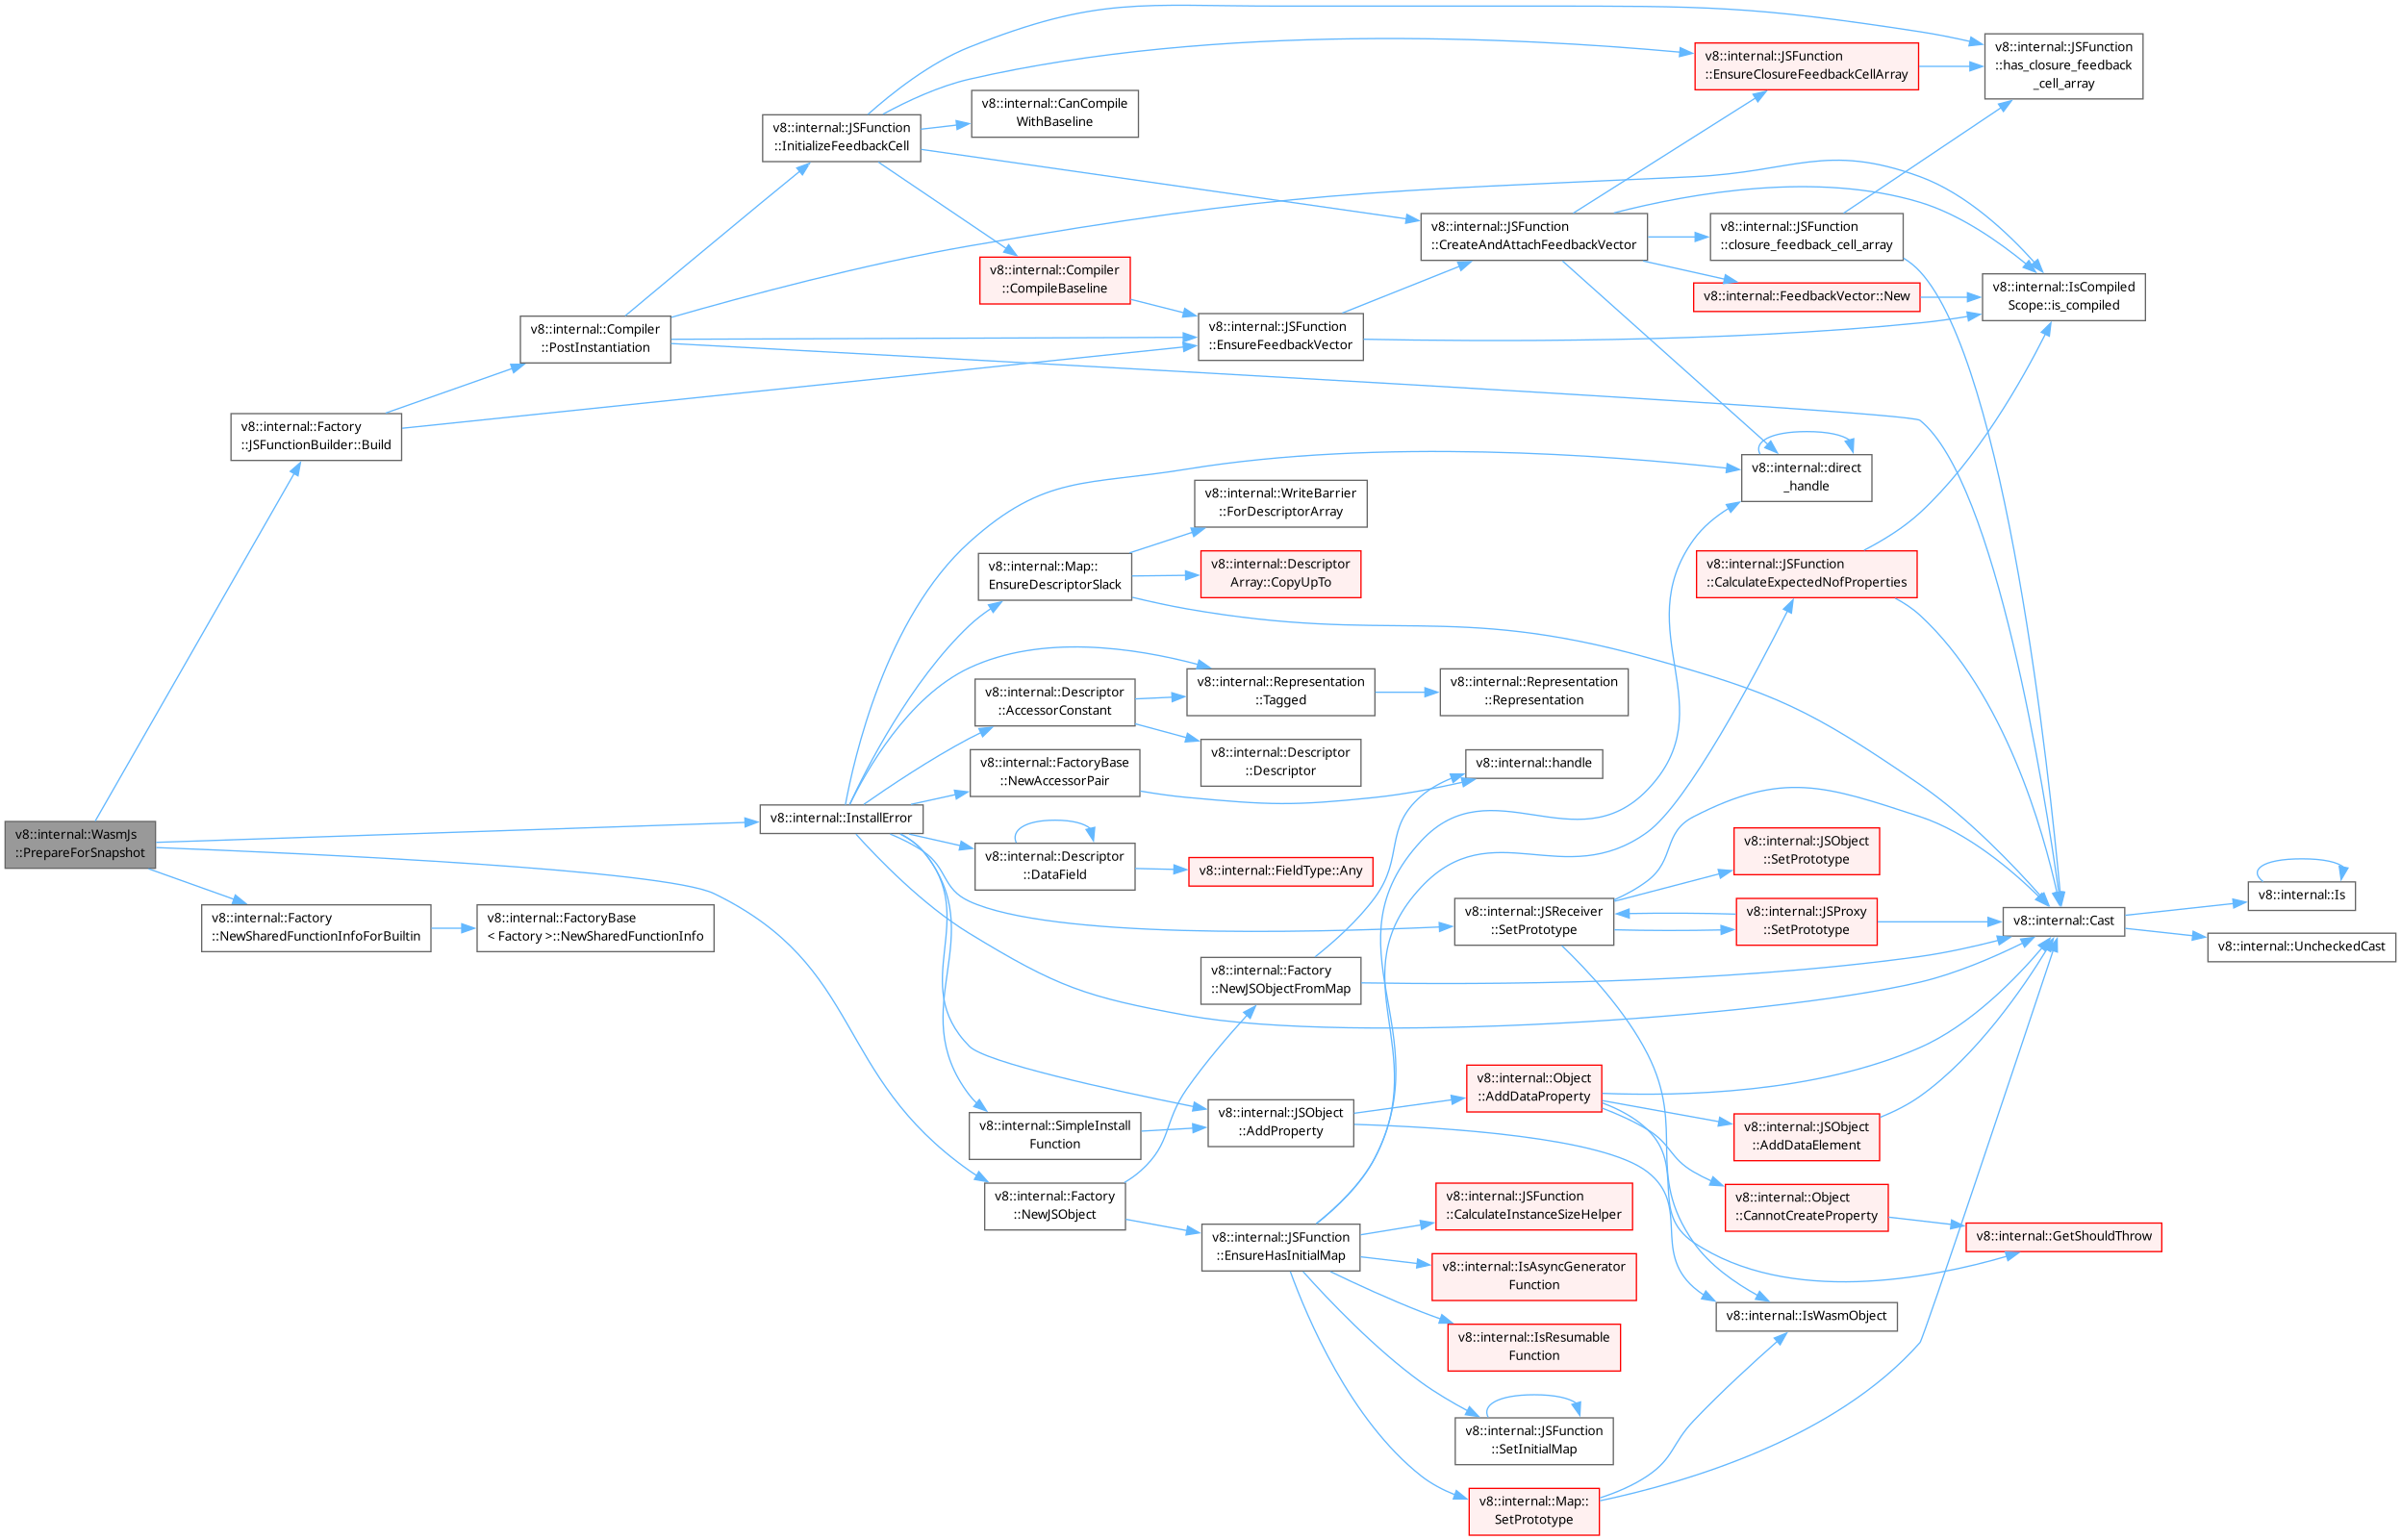 v8::internal::WasmJs
::PrepareForSnapshot
v8::internal::Factory
::JSFunctionBuilder::Build
v8::internal::Factory
::NewSharedFunctionInfoForBuiltin
v8::internal::FactoryBase
< Factory >::NewSharedFunctionInfo
v8::internal::Compiler
::PostInstantiation
v8::internal::JSFunction
::InitializeFeedbackCell
v8::internal::InstallError
v8::internal::CanCompile
WithBaseline
v8::internal::Compiler
::CompileBaseline
v8::internal::Map::
EnsureDescriptorSlack
v8::internal::Descriptor
::AccessorConstant
v8::internal::FactoryBase
::NewAccessorPair
v8::internal::Descriptor
::DataField
v8::internal::SimpleInstall
Function
v8::internal::Factory
::NewJSObject
v8::internal::JSFunction
::EnsureFeedbackVector
v8::internal::WriteBarrier
::ForDescriptorArray
v8::internal::Descriptor
Array::CopyUpTo
v8::internal::Representation
::Tagged
v8::internal::Descriptor
::Descriptor
v8::internal::FieldType::Any
v8::internal::Factory
::NewJSObjectFromMap
v8::internal::JSObject
::AddProperty
v8::internal::JSFunction
::EnsureHasInitialMap
v8::internal::JSFunction
::CreateAndAttachFeedbackVector
v8::internal::Representation
::Representation
v8::internal::handle
v8::internal::JSReceiver
::SetPrototype
v8::internal::Object
::AddDataProperty
v8::internal::JSFunction
::CalculateInstanceSizeHelper
v8::internal::IsAsyncGenerator
Function
v8::internal::IsResumable
Function
v8::internal::JSFunction
::SetInitialMap
v8::internal::Map::
SetPrototype
v8::internal::JSFunction
::EnsureClosureFeedbackCellArray
v8::internal::JSFunction
::closure_feedback_cell_array
v8::internal::FeedbackVector::New
v8::internal::direct
_handle
v8::internal::JSFunction
::CalculateExpectedNofProperties
v8::internal::JSObject
::SetPrototype
v8::internal::JSProxy
::SetPrototype
v8::internal::JSObject
::AddDataElement
v8::internal::Object
::CannotCreateProperty
v8::internal::IsWasmObject
v8::internal::JSFunction
::has_closure_feedback
_cell_array
v8::internal::IsCompiled
Scope::is_compiled
v8::internal::Cast
v8::internal::GetShouldThrow
v8::internal::Is
v8::internal::UncheckedCast